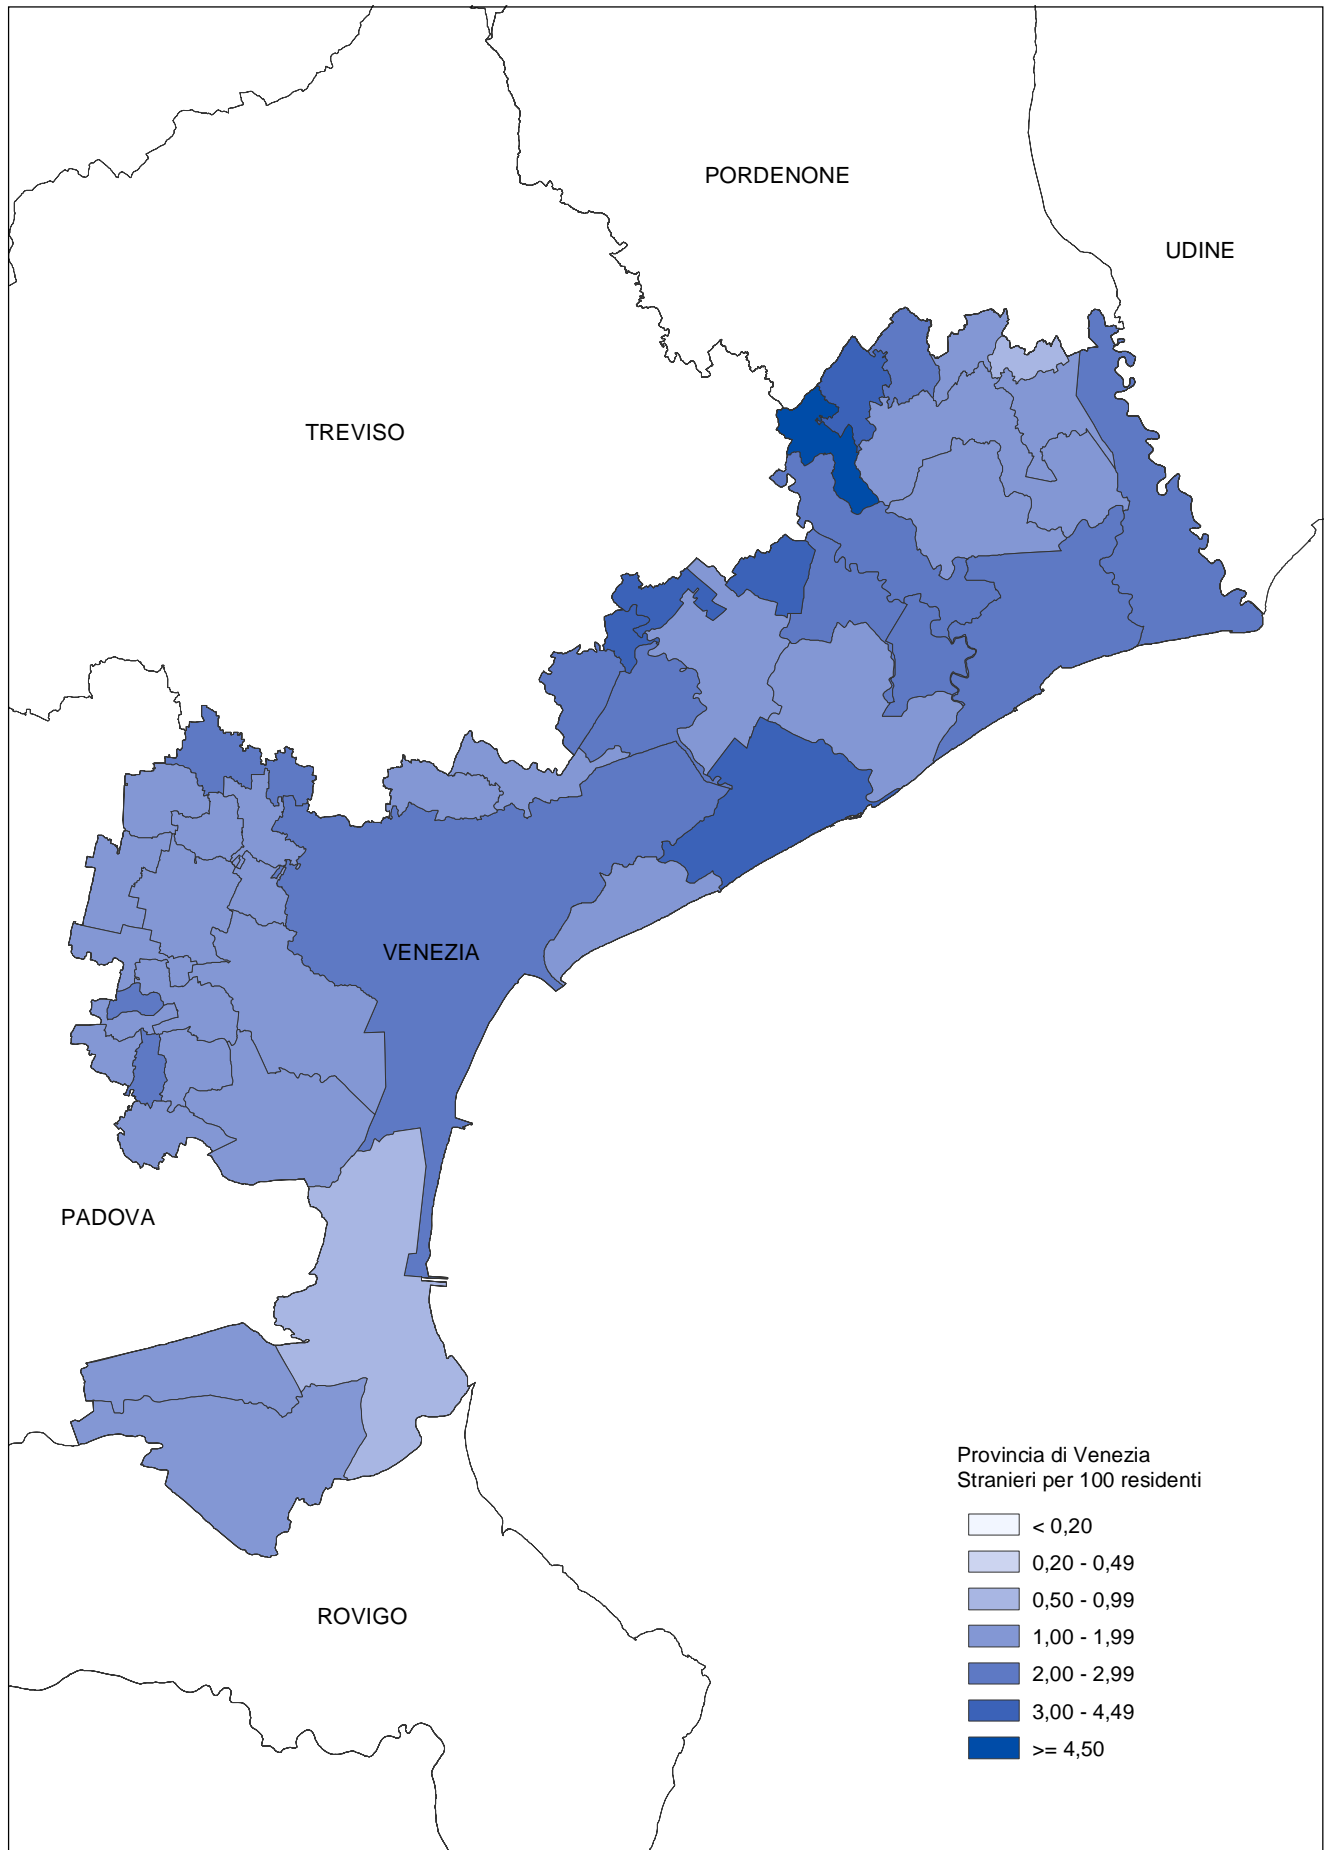 PORDENONE
UDINE
TREVISO
VENEZIA
PADOVA
ROVIGO
Provincia di Venezia
Stranieri per 100 residenti
< 0,20
0,20 - 0,49
0,50 - 0,99
1,00 - 1,99
2,00 - 2,99
3,00 - 4,49
>= 4,50